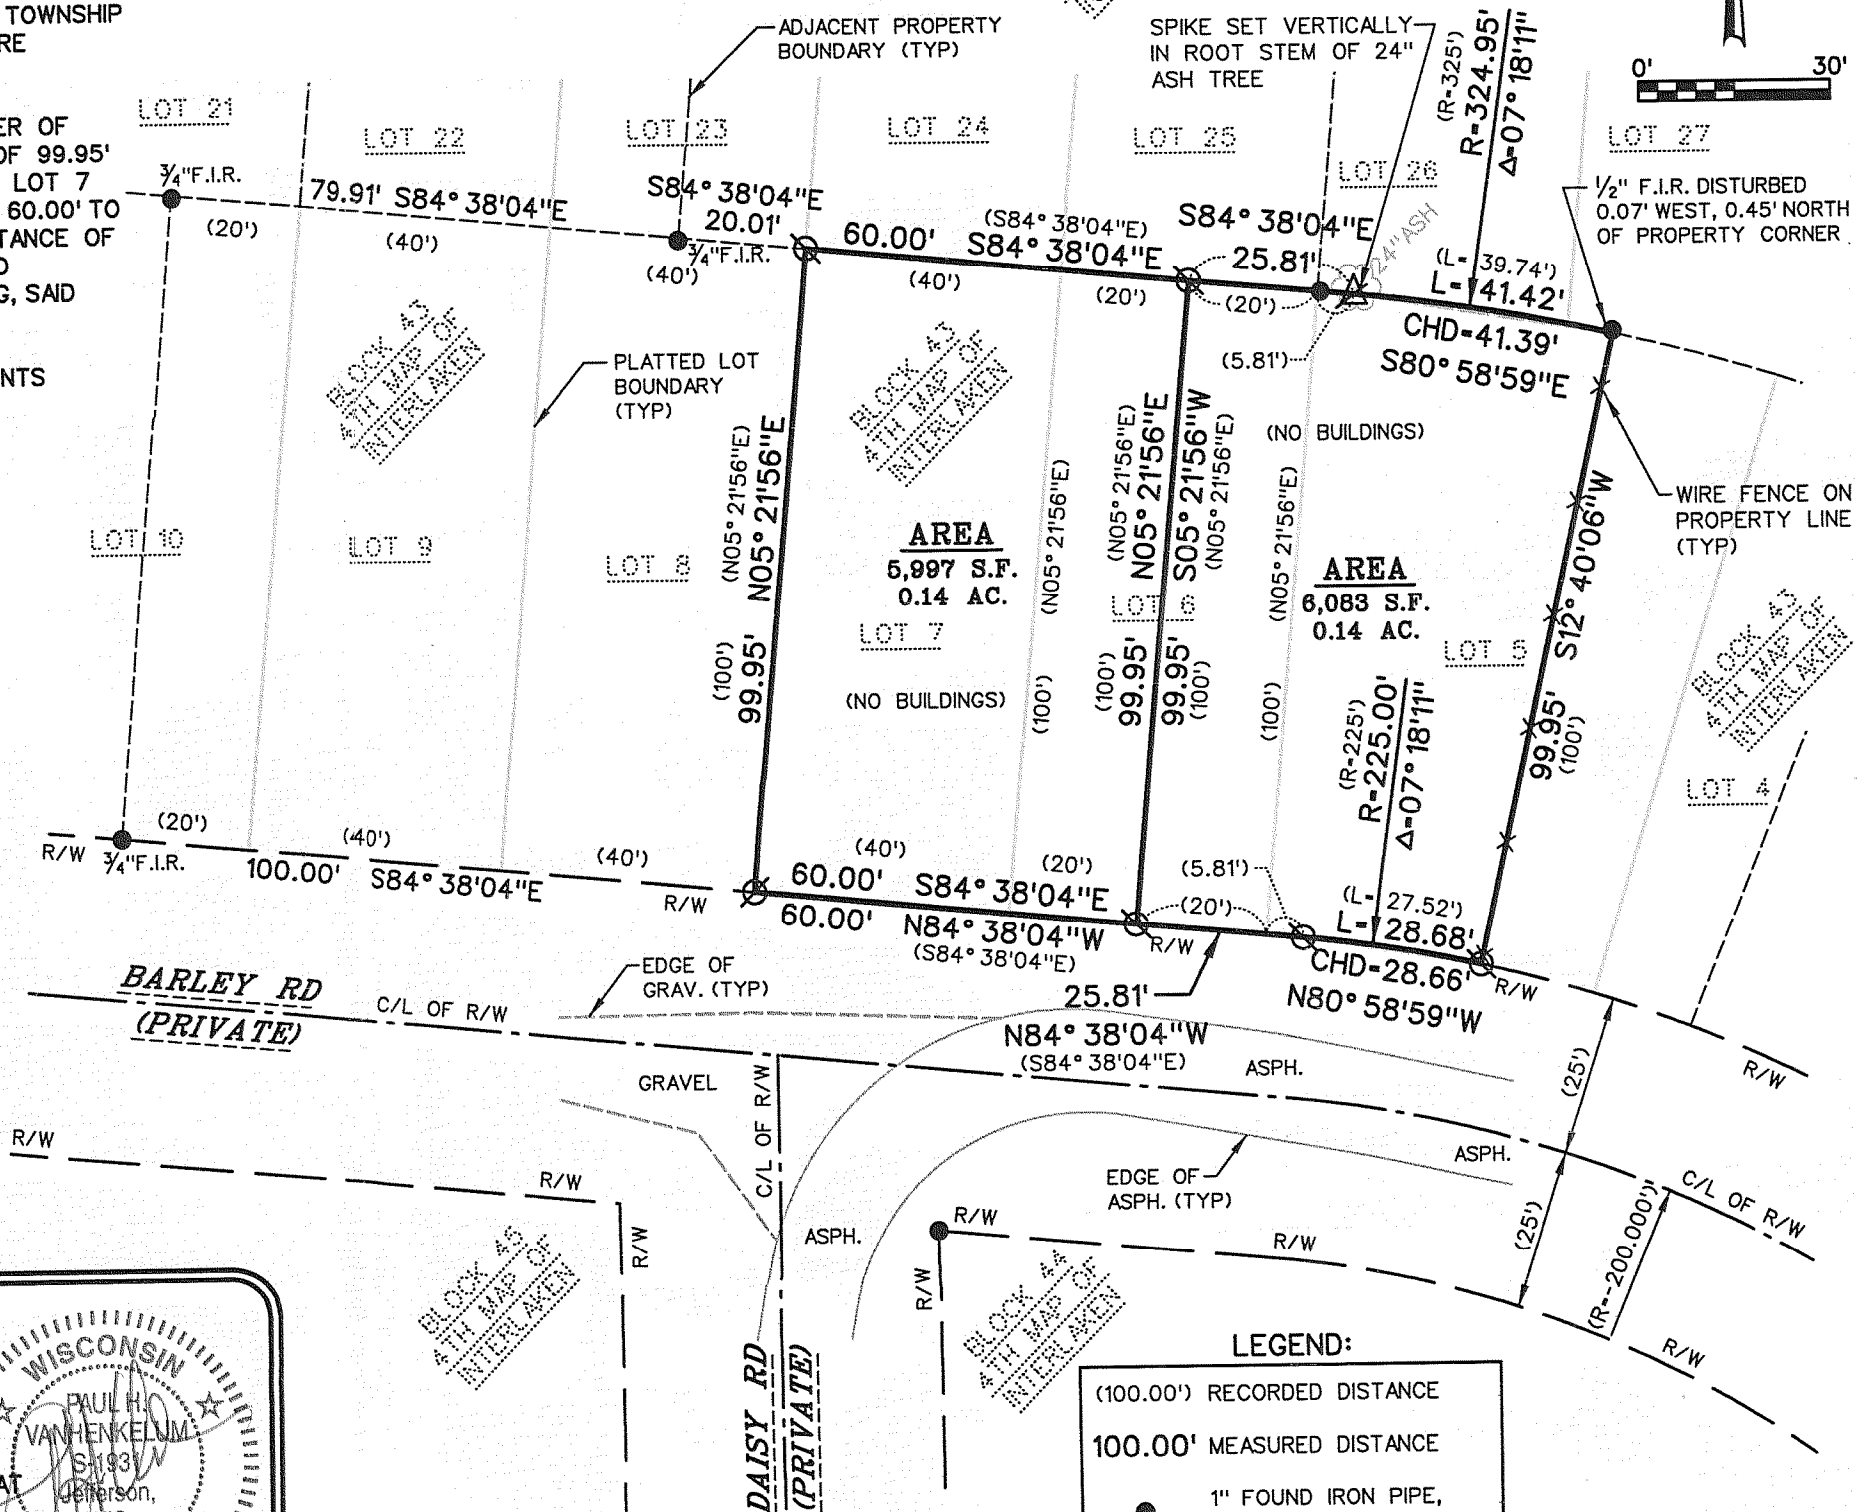 TOWNSHIP
RE
ER OF
OF 99.95'
LOT 7
60.00' TO
TANCE OF
G, SAID
NTS
ADJACENT PROPERTY
BOUNDARY (TYP)
SPIKE SET VERTICALLY
IN ROOT STEM OF 24"
ASH TREE
(R=325')
R=324.95'
Δ=07°18'11"
0' 30'
LOT 21
LOT 22
LOT 23
LOT 24
LOT 25
LOT 26
LOT 27
¾"F.I.R.
79.91' S84°38'04"E
(20')
(40')
S84°38'04"E
20.01'
¾"F.I.R.
(40')
60.00'
(S84°38'04"E)
S84°38'04"E
(40')
(20')
S84°38'04"E
25.81'
(20')
(5.81')
24" ASH
(L= 39.74')
L= 41.42'
CHD=41.39'
S80°58'59"E
½" F.I.R. DISTURBED
0.07' WEST, 0.45' NORTH
OF PROPERTY CORNER
BLOCK 43
4TH MAP OF
INTERLAKEN
PLATTED LOT
BOUNDARY
(TYP)
BLOCK 43
4TH MAP OF
INTERLAKEN
(NO BUILDINGS)
WIRE FENCE ON
PROPERTY LINE
(TYP)
LOT 10
LOT 9
LOT 8
(N05°21'56"E)
N05°21'56"E
(100')
99.95'
AREA
5,997 S.F.
0.14 AC.
LOT 7
(NO BUILDINGS)
(N05°21'56"E)
(100')
(N05°21'56"E)
N05°21'56"E
(100')
99.95'
LOT 6
S05°21'56"W
(N05°21'56"E)
99.95'
(100')
(N05°21'56"E)
(100')
AREA
6,083 S.F.
0.14 AC.
LOT 5
S12°40'06"W
99.95'
(100')
(R=225')
R=225.00'
Δ=07°18'11"
BLOCK 43
4TH MAP OF
INTERLAKEN
LOT 4
R/W
¾"F.I.R.
(20')
(40')
100.00' S84°38'04"E
(40')
R/W
(40')
(20')
60.00' S84°38'04"E
60.00' N84°38'04"W
(S84°38'04"E)
(5.81')
(20')
R/W
(L= 27.52')
L= 28.68'
CHD=28.66'
N80°58'59"W
R/W
25.81'
N84°38'04"W
(S84°38'04"E)
EDGE OF
GRAV. (TYP)
BARLEY RD
(PRIVATE)
C/L OF R/W
GRAVEL
C/L OF R/W
ASPH.
(25')
R/W
R/W
R/W
R/W
ASPH.
EDGE OF
ASPH. (TYP)
ASPH.
(25')
C/L OF R/W
(R=-200.000')
R/W
R/W
R/W
R/W
BLOCK 45
4TH MAP OF
INTERLAKEN
BLOCK 44
4TH MAP OF
INTERLAKEN
DAISY RD
(PRIVATE)
WISCONSIN
PAUL H.
VANHENKELUM
S-1931
Jefferson,
AT
LEGEND:
(100.00') RECORDED DISTANCE
100.00' MEASURED DISTANCE
1" FOUND IRON PIPE,